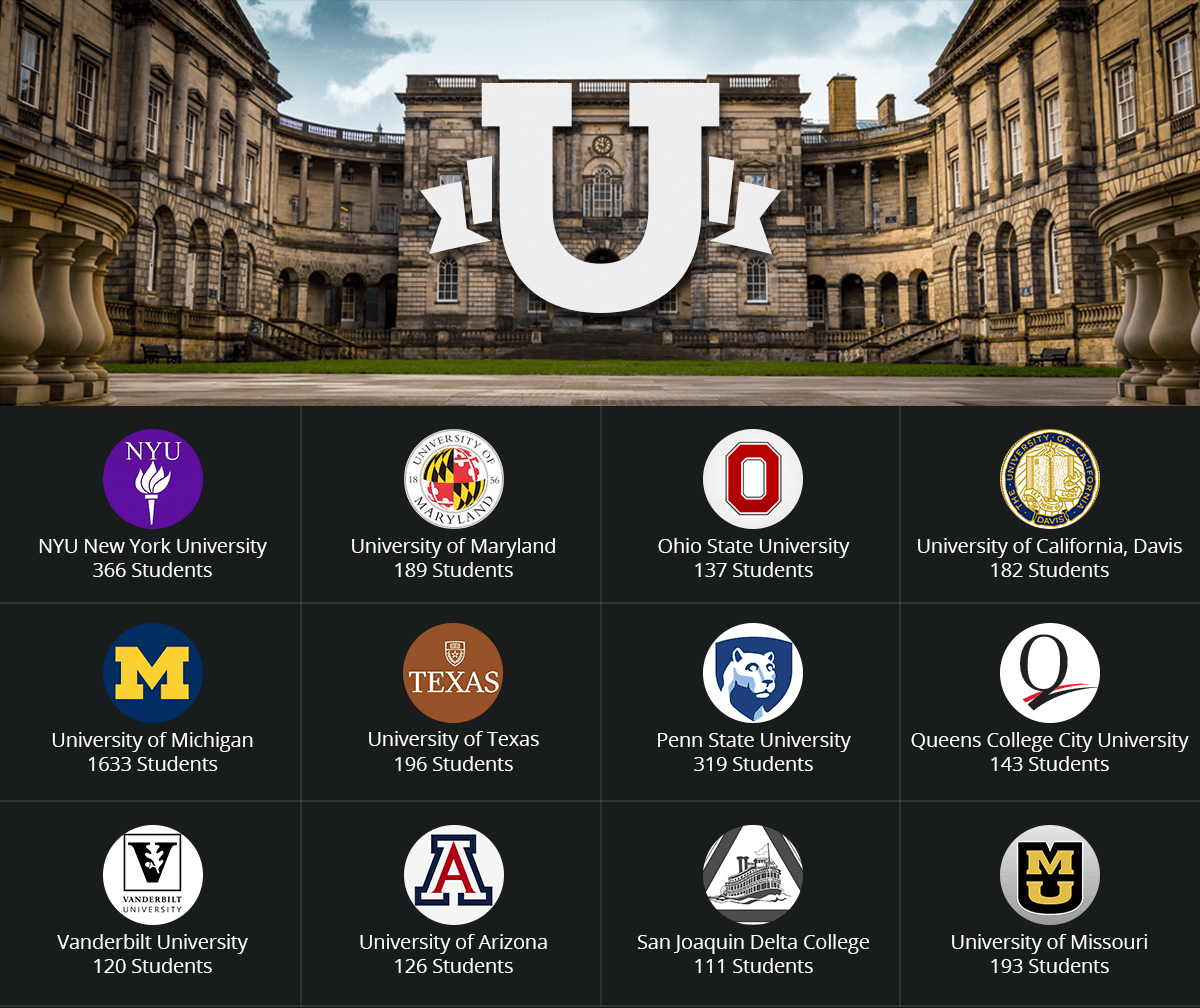 U
NYU
NYU New York University
366 Students
UNIVERSITY OF
18 56
MARYLAND
University of Maryland
189 Students
O
Ohio State University
137 Students
THE UNIVERSITY OF CALIFORNIA
DAVIS
University of California, Davis
182 Students
M
University of Michigan
1633 Students
TEXAS
University of Texas
196 Students
Penn State University
319 Students
Q
Queens College City University
143 Students
V
VANDERBILT
UNIVERSITY
Vanderbilt University
120 Students
A
University of Arizona
126 Students
San Joaquin Delta College
111 Students
M
U
University of Missouri
193 Students